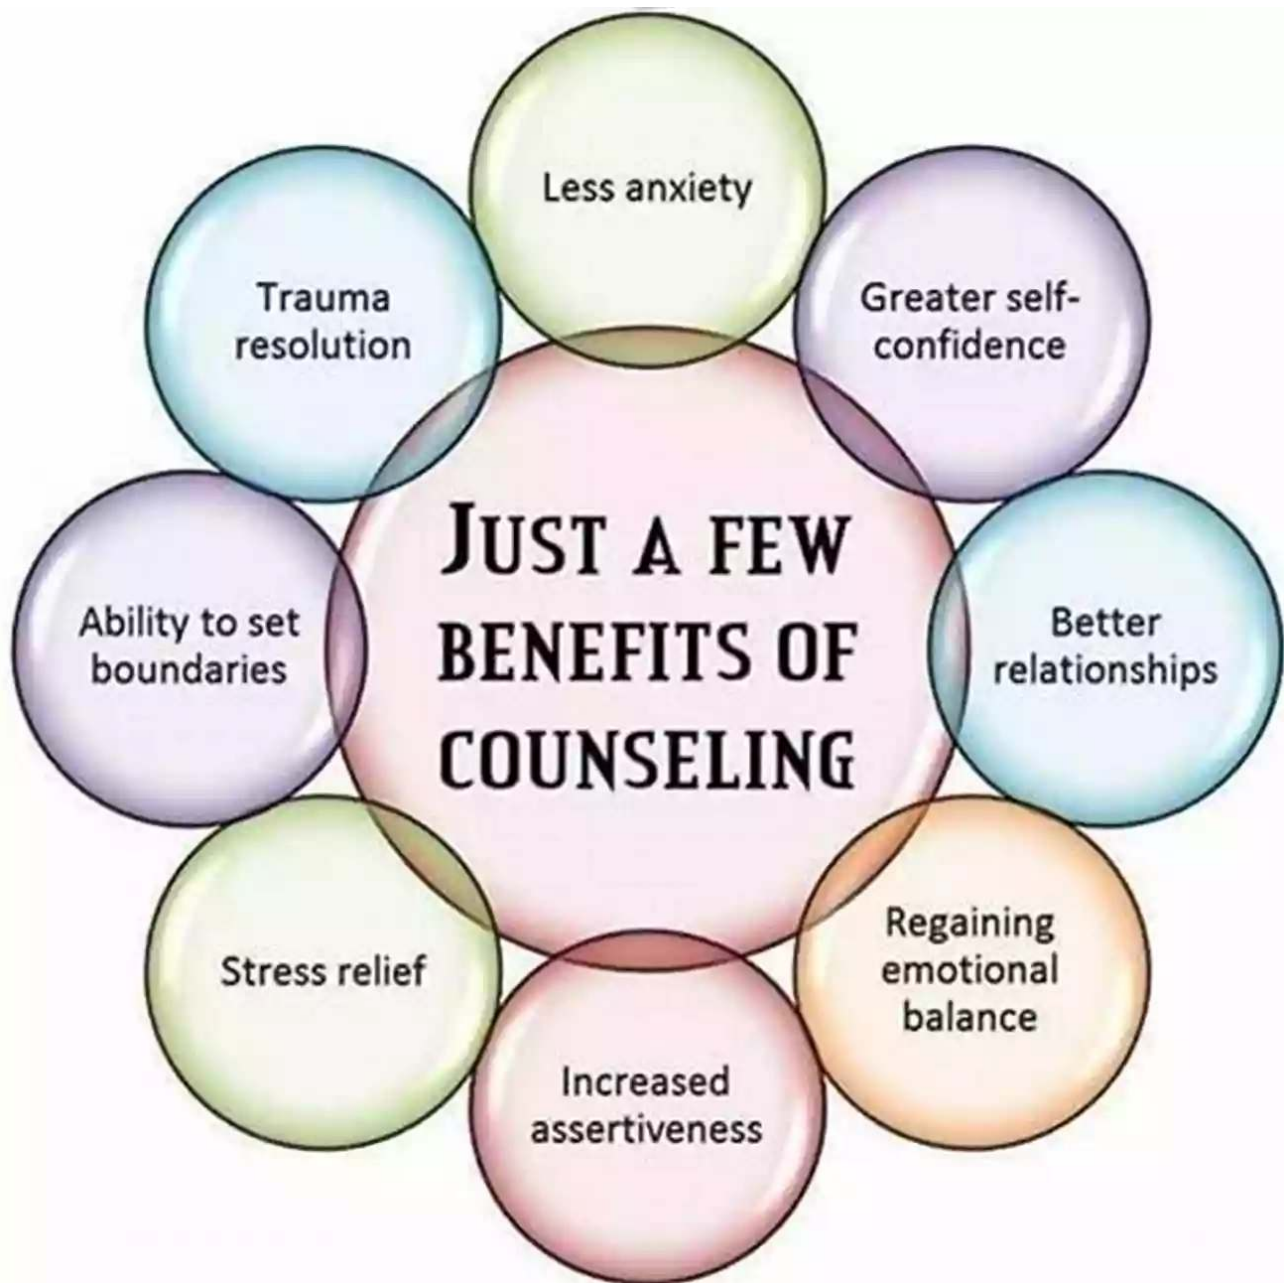 Less anxiety
Greater self-
confidence
Better
relationships
Regaining
emotional
balance
Increased
assertiveness
Stress relief
Ability to set
boundaries
Trauma
resolution
JUST A FEW
BENEFITS OF
COUNSELING